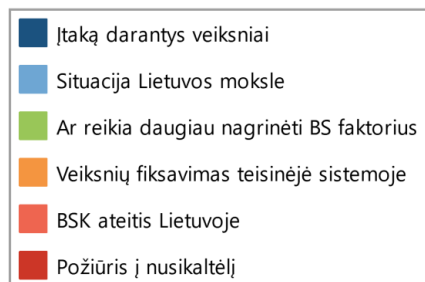 Įtaką darantys veiksniai
Situacija Lietuvos moksle
Ar reikia daugiau nagrinėti BS faktorius
Veiksnių fiksavimas teisinėjė sistemoje
BSK ateitis Lietuvoje
Požiūris į nusikaltėlį